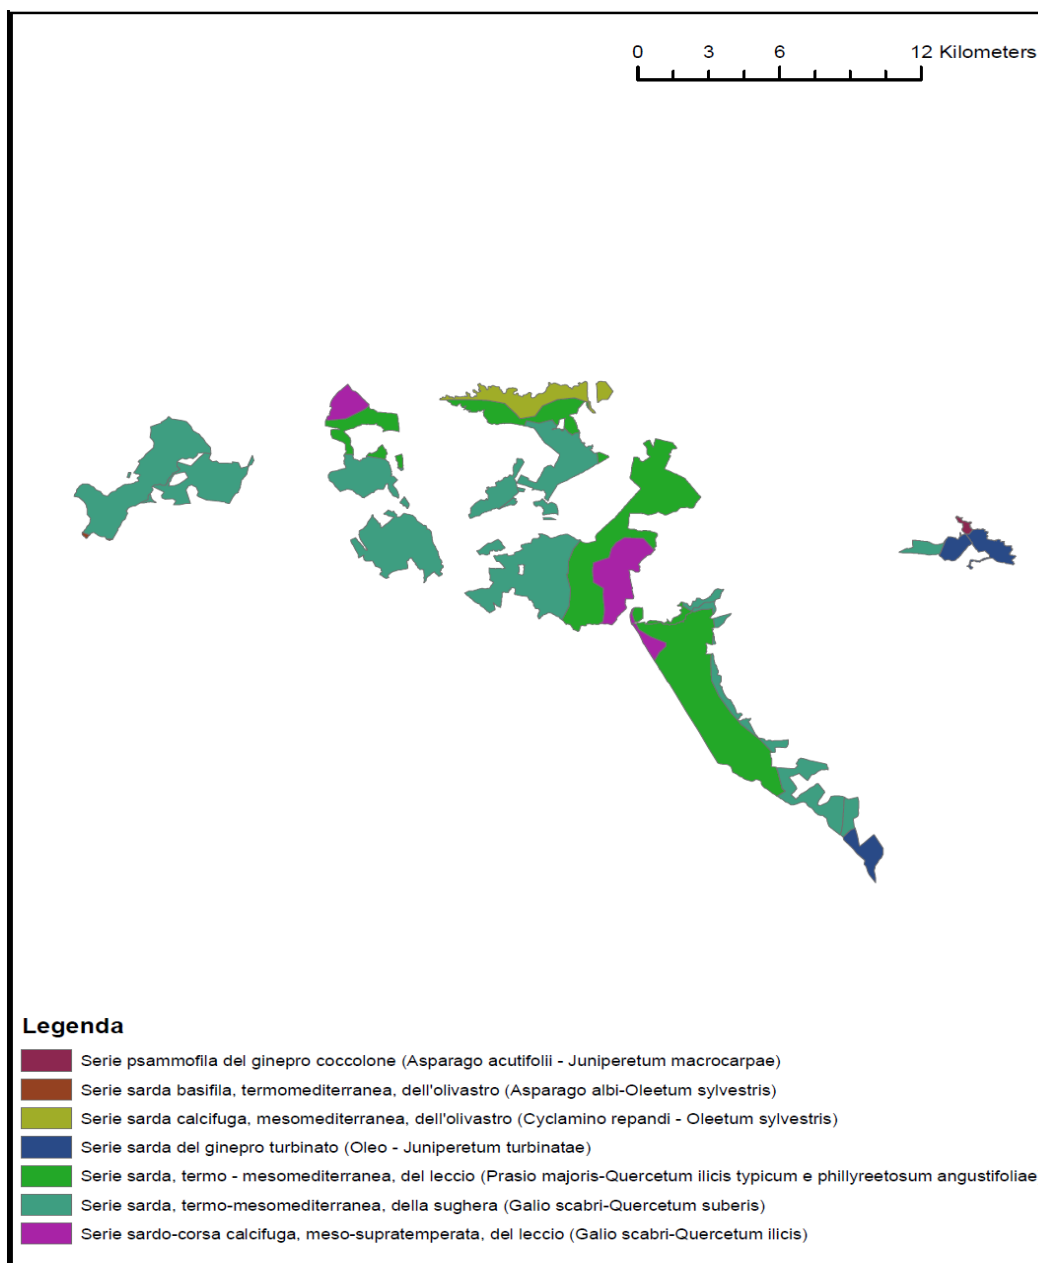 0 3 6 12 Kilometers
Legenda
Serie psammofila del ginepro coccolone (Asparago acutifolii - Juniperetum macrocarpae)
Serie sarda basifila, termomediterranea, dell'olivastro (Asparago albi-Oleetum sylvestris)
Serie sarda calcifuga, mesomediterranea, dell'olivastro (Cyclamino repandi - Oleetum sylvestris)
Serie sarda del ginepro turbinato (Oleo - Juniperetum turbinatae)
Serie sarda, termo - mesomediterranea, del leccio (Prasio majoris-Quercetum ilicis typicum e phillyreetosum angustifoliae
Serie sarda, termo-mesomediterranea, della sughera (Galio scabri-Quercetum suberis)
Serie sardo-corsa calcifuga, meso-supratemperata, del leccio (Galio scabri-Quercetum ilicis)